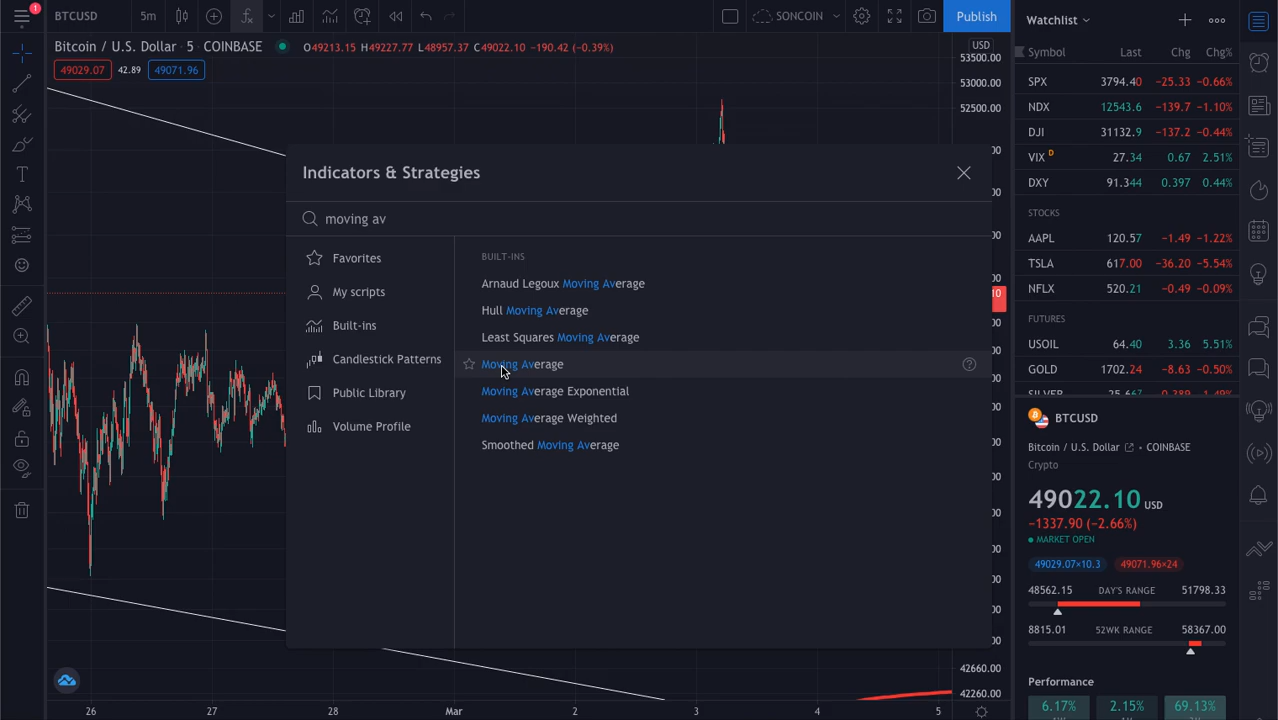 1
BTCUSD
5m
SONCOIN
Publish
Watchlist
Bitcoin / U.S. Dollar · 5 · COINBASE
O49213.15 H49227.77 L48957.37 C49022.10 −190.42 (−0.39%)
49029.07 42.89 49071.96
USD
53500.00
53000.00
52500.00
Symbol Last Chg Chg%
SPX 3794.40 −25.33 −0.66%
NDX 12543.6 −139.7 −1.10%
DJI 31132.9 −137.2 −0.44%
VIX D 27.34 0.67 2.51%
DXY 91.344 0.397 0.44%
STOCKS
AAPL 120.57 −1.49 −1.22%
TSLA 617.00 −36.20 −5.54%
NFLX 520.21 −0.49 −0.09%
FUTURES
USOIL 64.40 3.36 5.51%
GOLD 1702.24 −8.63 −0.50%
Indicators & Strategies
moving av
Favorites
My scripts
Built-ins
Candlestick Patterns
Public Library
Volume Profile
BUILT-INS
Arnaud Legoux Moving Average
Hull Moving Average
Least Squares Moving Average
Moving Average
Moving Average Exponential
Moving Average Weighted
Smoothed Moving Average
BTCUSD
Bitcoin / U.S. Dollar • COINBASE
Crypto
49022.10 USD
−1337.90 (−2.66%)
MARKET OPEN
49029.07×10.3 49071.96×24
48562.15 DAY'S RANGE 51798.33
8815.01 52WK RANGE 58367.00
Performance
6.17% 2.15% 69.13%
42660.00
42260.00
26 27 28 Mar 2 3 4 5